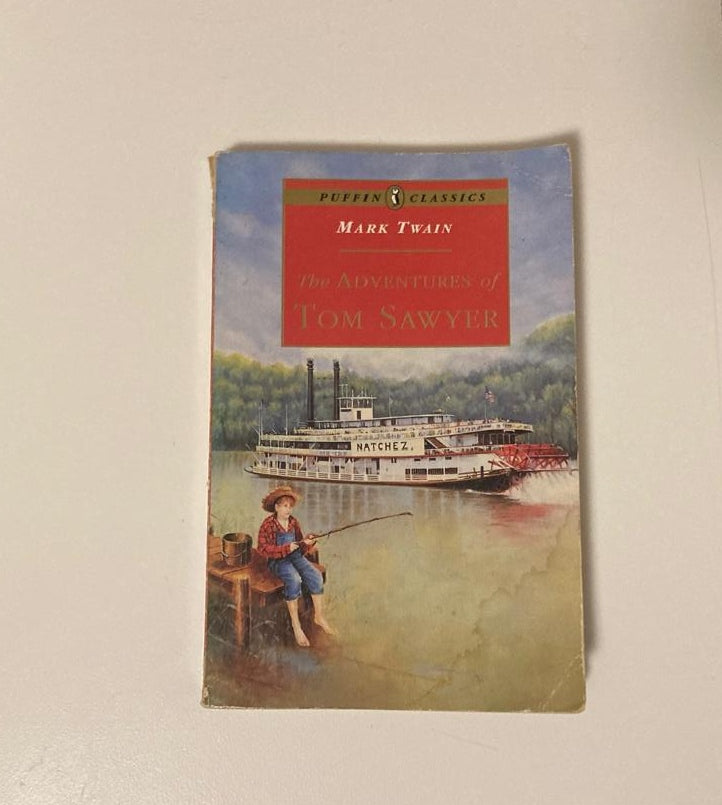 PUFFIN CLASSICS
MARK TWAIN
The ADVENTURES of
TOM SAWYER
NATCHEZ